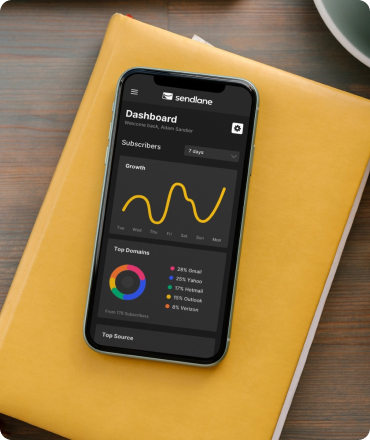 sendlane
Dashboard
Welcome back, Adam Sandler
Subscribers
7 days
Growth
Tue Wed Thu Fri Sat Sun Mon
Top Domains
28% Gmail
25% Yahoo
17% Hotmail
15% Outlook
8% Verizon
From 175 Subscribers
Top Source